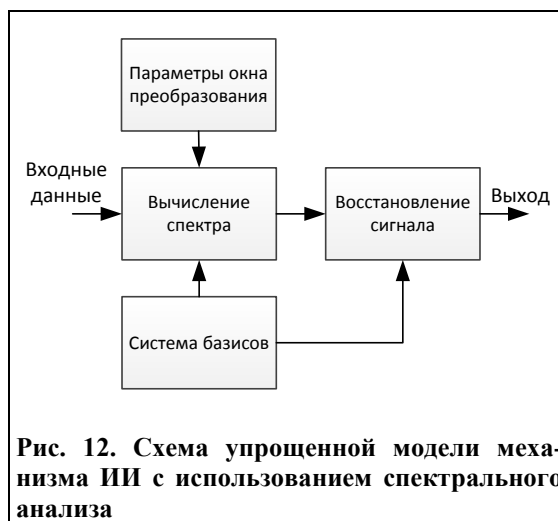 Параметры окна
преобразования
Входные
данные
Вычисление
спектра
Восстановление
сигнала
Выход
Система базисов
Рис. 12. Схема упрощенной модели меха-
низма ИИ с использованием спектрального
анализа